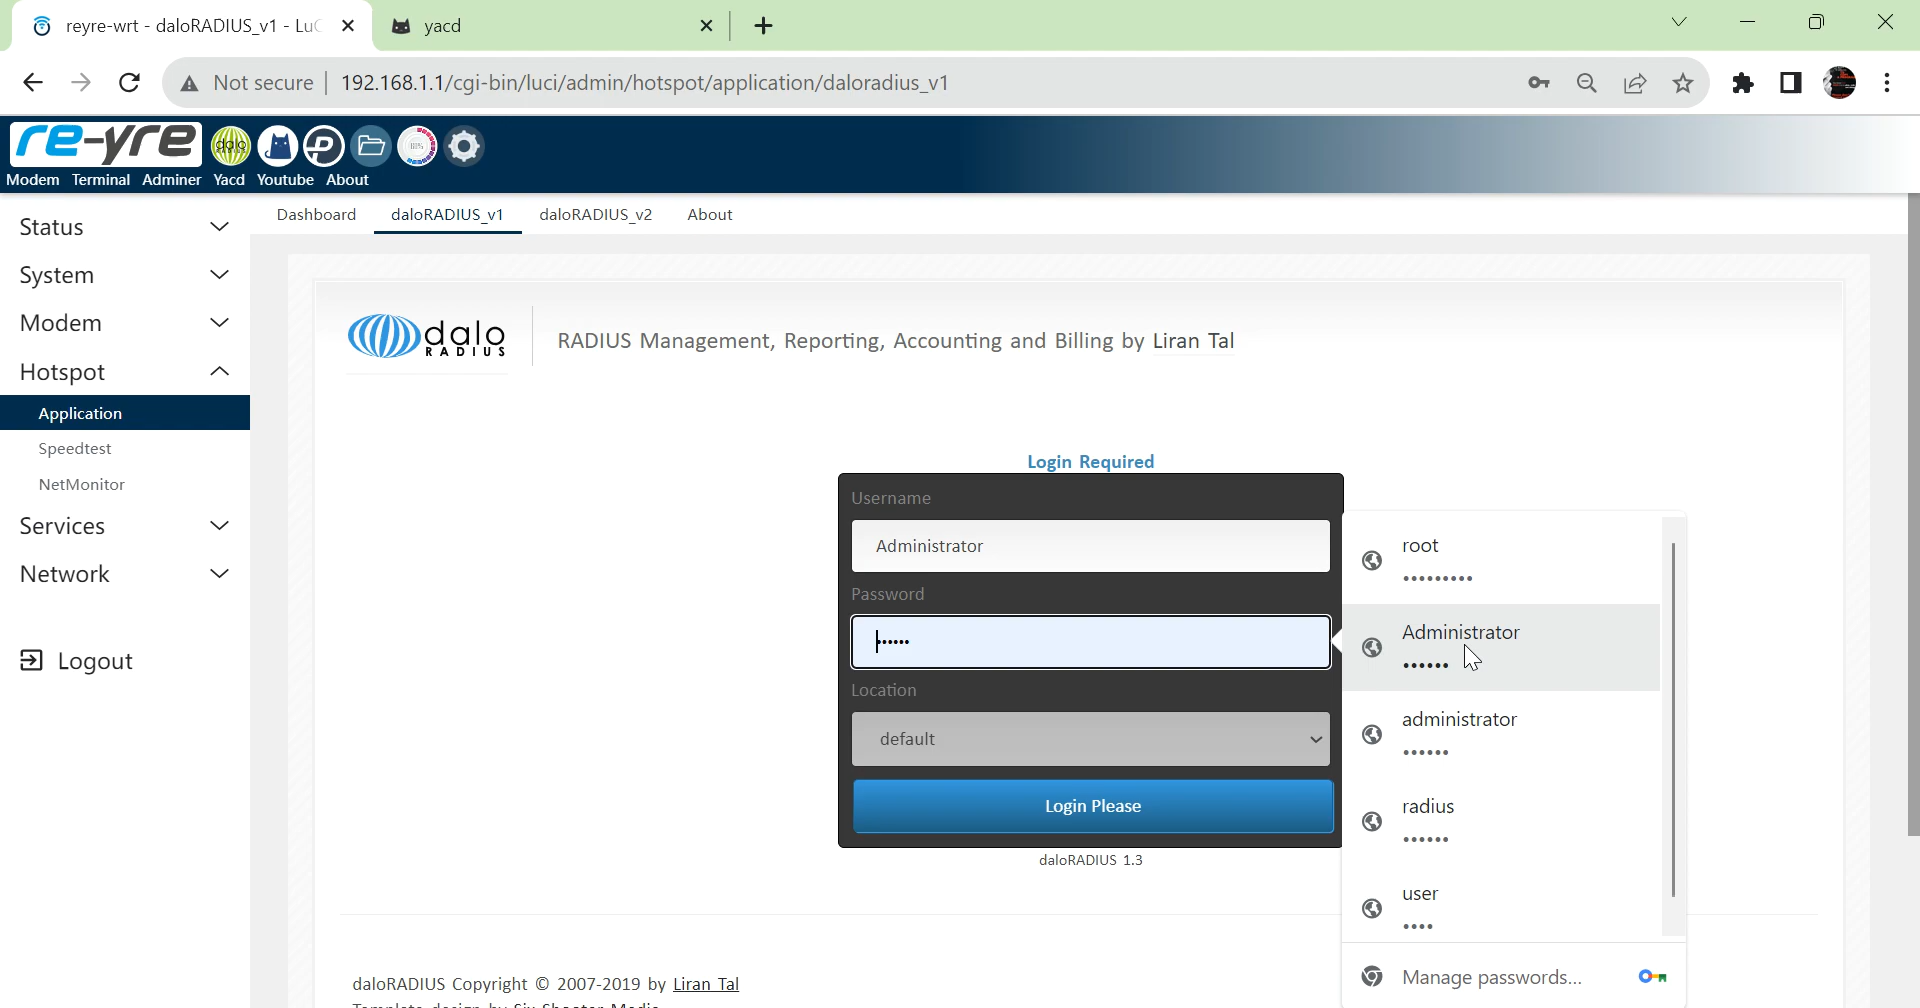 reyre-wrt - daloRADIUS_v1 - LuC
yacd
Not secure
192.168.1.1/cgi-bin/luci/admin/hotspot/application/daloradius_v1
re-yre
dalo
RADIUS
Modem Terminal Adminer Yacd Youtube About
Dashboard daloRADIUS_v1 daloRADIUS_v2 About
Status
System
Modem
Hotspot
Application
Speedtest
NetMonitor
Services
Network
Logout
dalo
RADIUS
RADIUS Management, Reporting, Accounting and Billing by Liran Tal
Login Required
Username
Administrator
Password
••••••
Location
default
Login Please
daloRADIUS 1.3
root
•••••••••
Administrator
••••••
administrator
••••••
radius
••••••
user
••••
Manage passwords...
daloRADIUS Copyright © 2007-2019 by Liran Tal